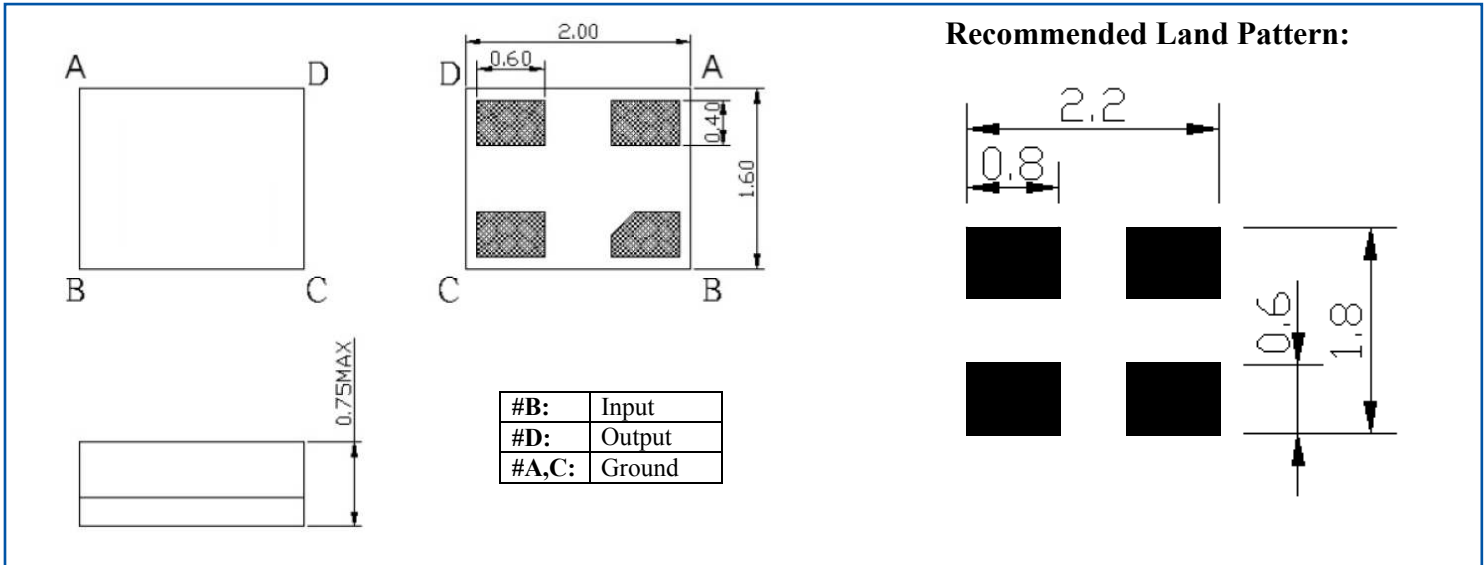 Recommended Land Pattern:
A
D
B
C
2.00
0.60
D
A
0.40
1.60
C
B
0.75MAX
#B: Input
#D: Output
#A,C: Ground
2.2
0.8
0.6
1.8